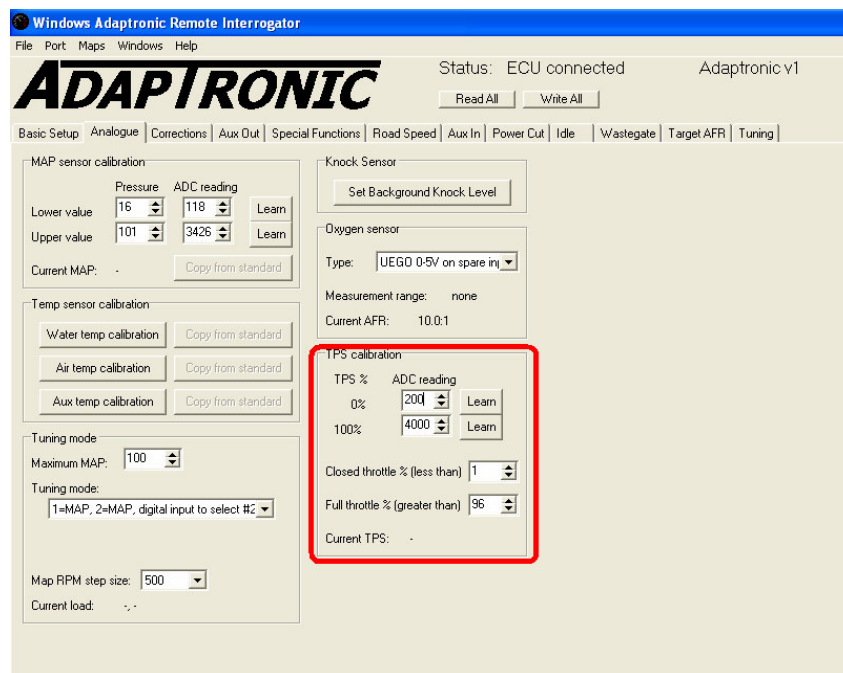 Windows Adaptronic Remote Interrogator
File Port Maps Windows Help
ADAPTRONIC
Status: ECU connected Adaptronic v1
Read All Write All
Basic Setup Analogue Corrections Aux Out Special Functions Road Speed Aux In Power Cut Idle Wastegate Target AFR Tuning
MAP sensor calibration
Pressure ADC reading
Lower value 16 118 Learn
Upper value 101 3426 Learn
Current MAP: - Copy from standard
Temp sensor calibration
Water temp calibration Copy from standard
Air temp calibration Copy from standard
Aux temp calibration Copy from standard
Tuning mode
Maximum MAP: 100
Tuning mode:
1=MAP, 2=MAP, digital input to select #2
Map RPM step size: 500
Current load: -, -
Knock Sensor
Set Background Knock Level
Oxygen sensor
Type: UEGO 0-5V on spare inp
Measurement range: none
Current AFR: 10.0:1
TPS calibration
TPS % ADC reading
0% 200 Learn
100% 4000 Learn
Closed throttle % (less than) 1
Full throttle % (greater than) 96
Current TPS: -